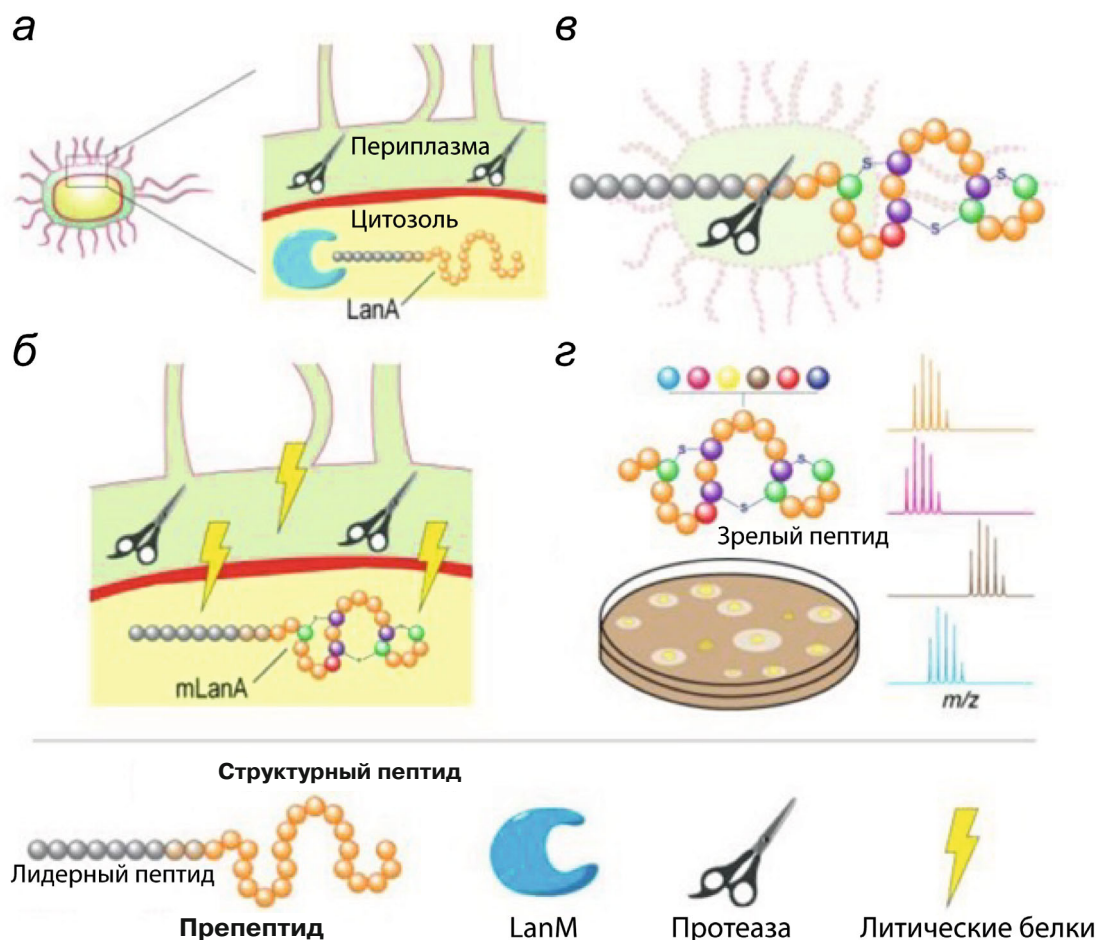 а
Периплазма
Цитозоль
LanA
в
S
S
S
б
mLanA
г
S
S
S
Зрелый пептид
m/z
Структурный пептид
Лидерный пептид
Препептид
LanM
Протеаза
Литические белки